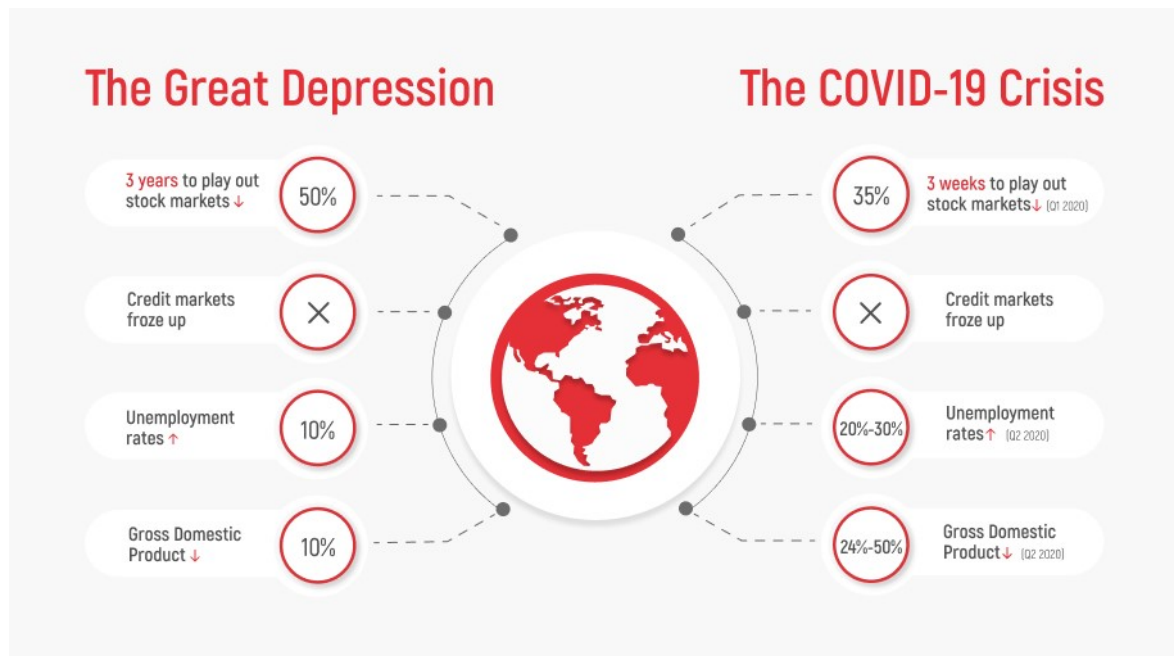 The Great Depression
3 years to play out
stock markets ↓
50%
Credit markets
froze up
Unemployment
rates ↑
10%
Gross Domestic
Product ↓
10%
The COVID-19 Crisis
35%
3 weeks to play out
stock markets↓ (Q1 2020)
Credit markets
froze up
20%-30%
Unemployment
rates↑ (Q2 2020)
24%-50%
Gross Domestic
Product↓ (Q2 2020)